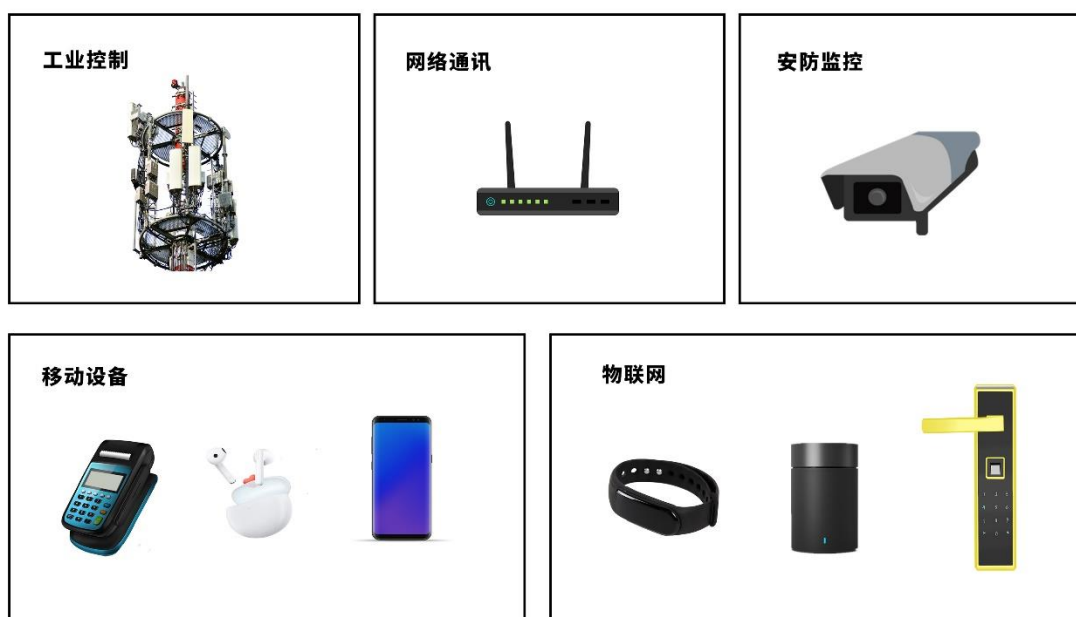 工业控制
网络通讯
安防监控
移动设备
物联网